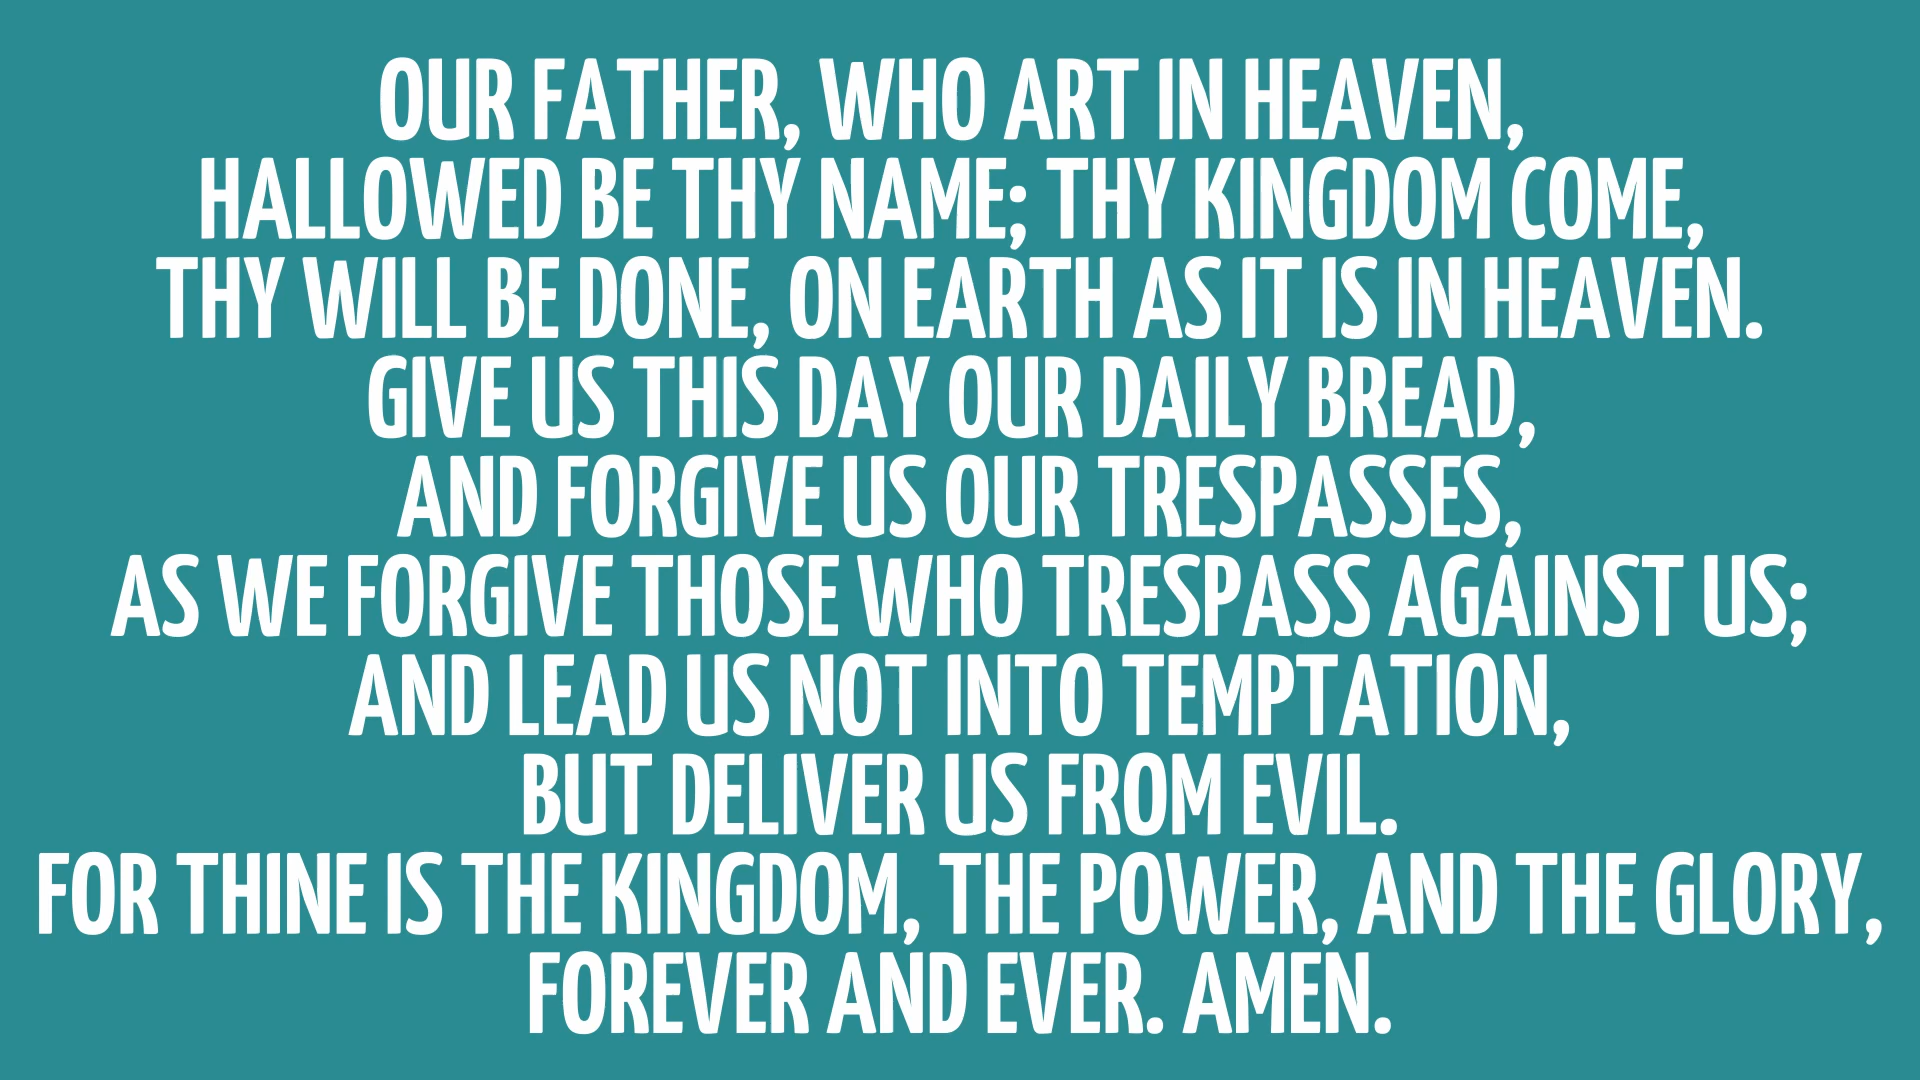 OUR FATHER, WHO ART IN HEAVEN,
HALLOWED BE THY NAME; THY KINGDOM COME,
THY WILL BE DONE, ON EARTH AS IT IS IN HEAVEN.
GIVE US THIS DAY OUR DAILY BREAD,
AND FORGIVE US OUR TRESPASSES,
AS WE FORGIVE THOSE WHO TRESPASS AGAINST US;
AND LEAD US NOT INTO TEMPTATION,
BUT DELIVER US FROM EVIL.
FOR THINE IS THE KINGDOM, THE POWER, AND THE GLORY,
FOREVER AND EVER. AMEN.